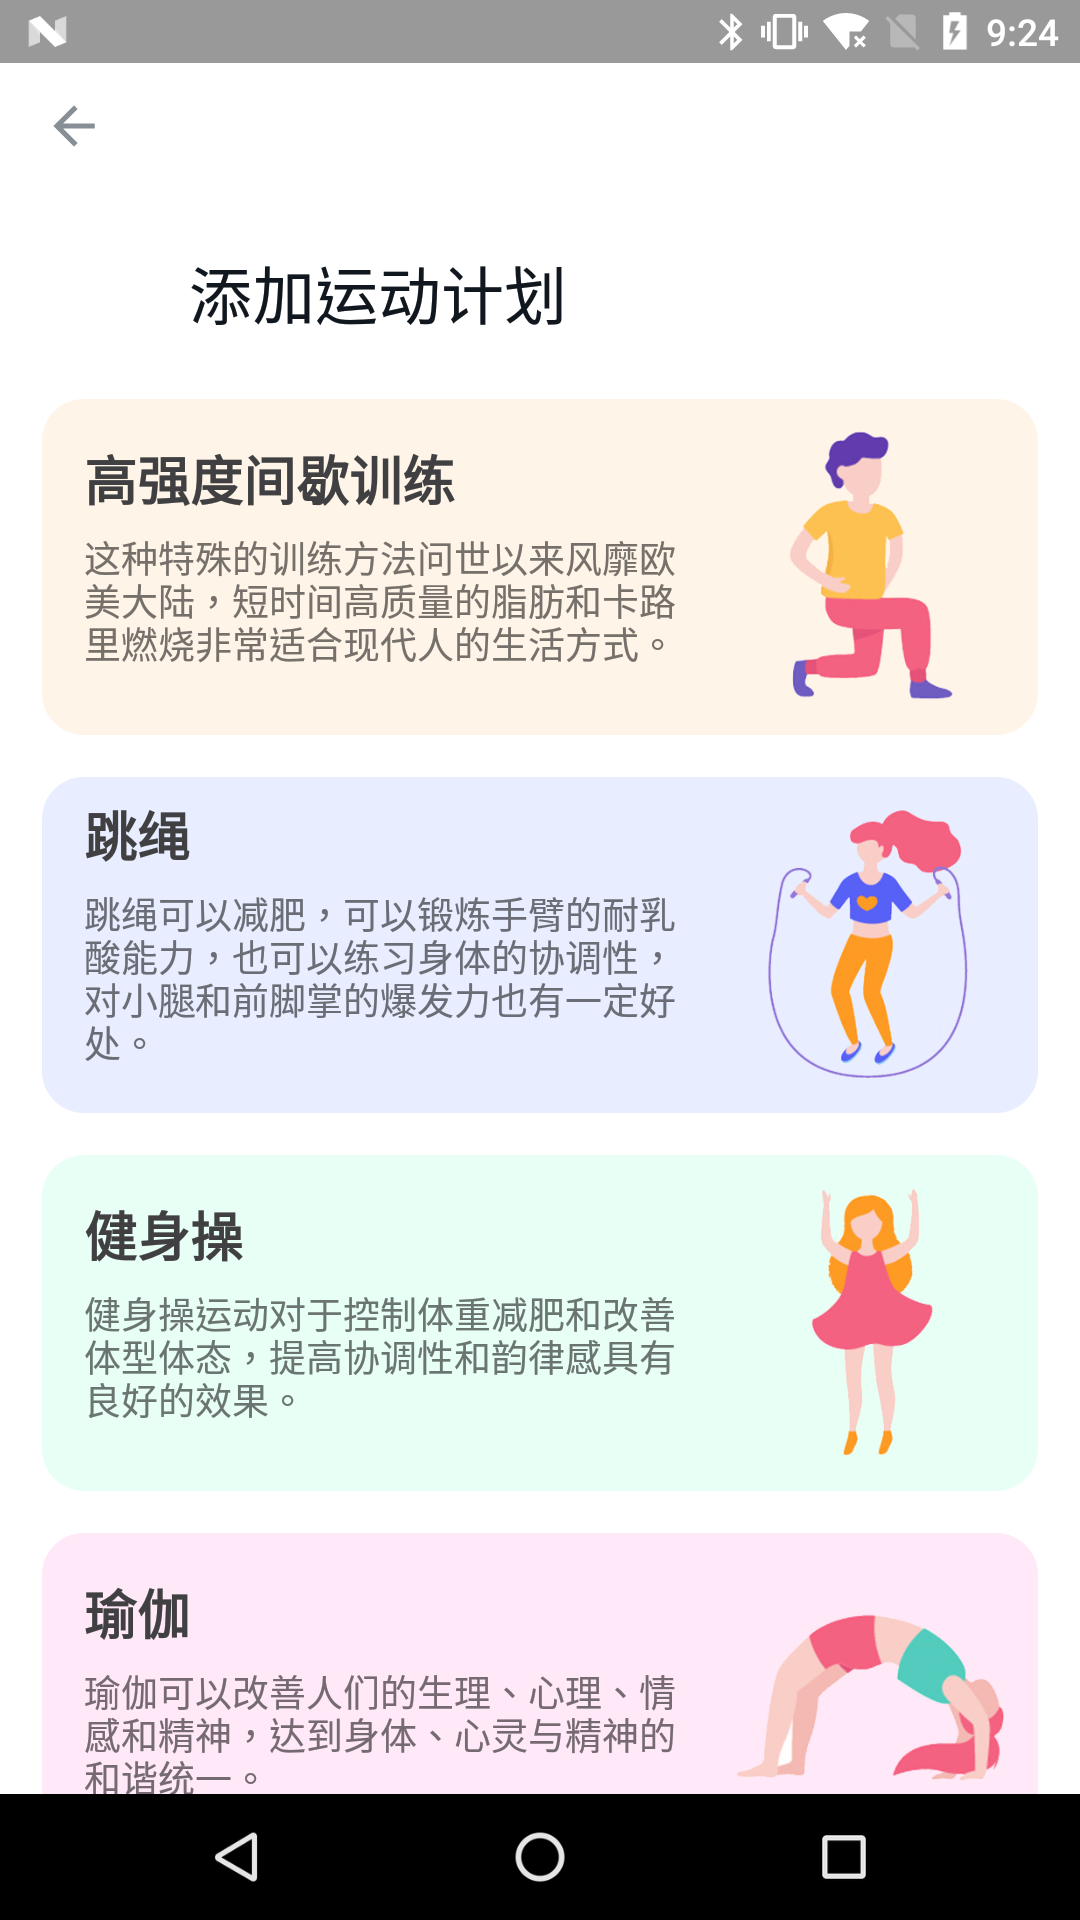 9:24
添加运动计划
高强度间歇训练
这种特殊的训练方法问世以来风靡欧
美大陆，短时间高质量的脂肪和卡路
里燃烧非常适合现代人的生活方式。
跳绳
跳绳可以减肥，可以锻炼手臂的耐乳
酸能力，也可以练习身体的协调性，
对小腿和前脚掌的爆发力也有一定好
处。
健身操
健身操运动对于控制体重减肥和改善
体型体态，提高协调性和韵律感具有
良好的效果。
瑜伽
瑜伽可以改善人们的生理、心理、情
感和精神，达到身体、心灵与精神的
和谐统一。